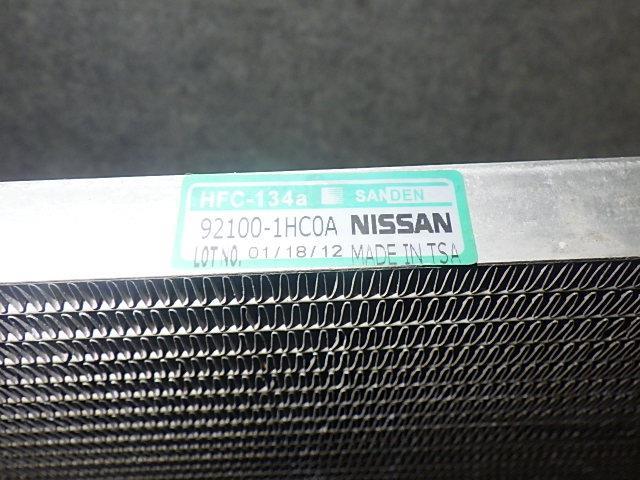 HFC-134a SANDEN
92100-1HC0A NISSAN
LOT NO. 01/18/12 MADE IN TSA